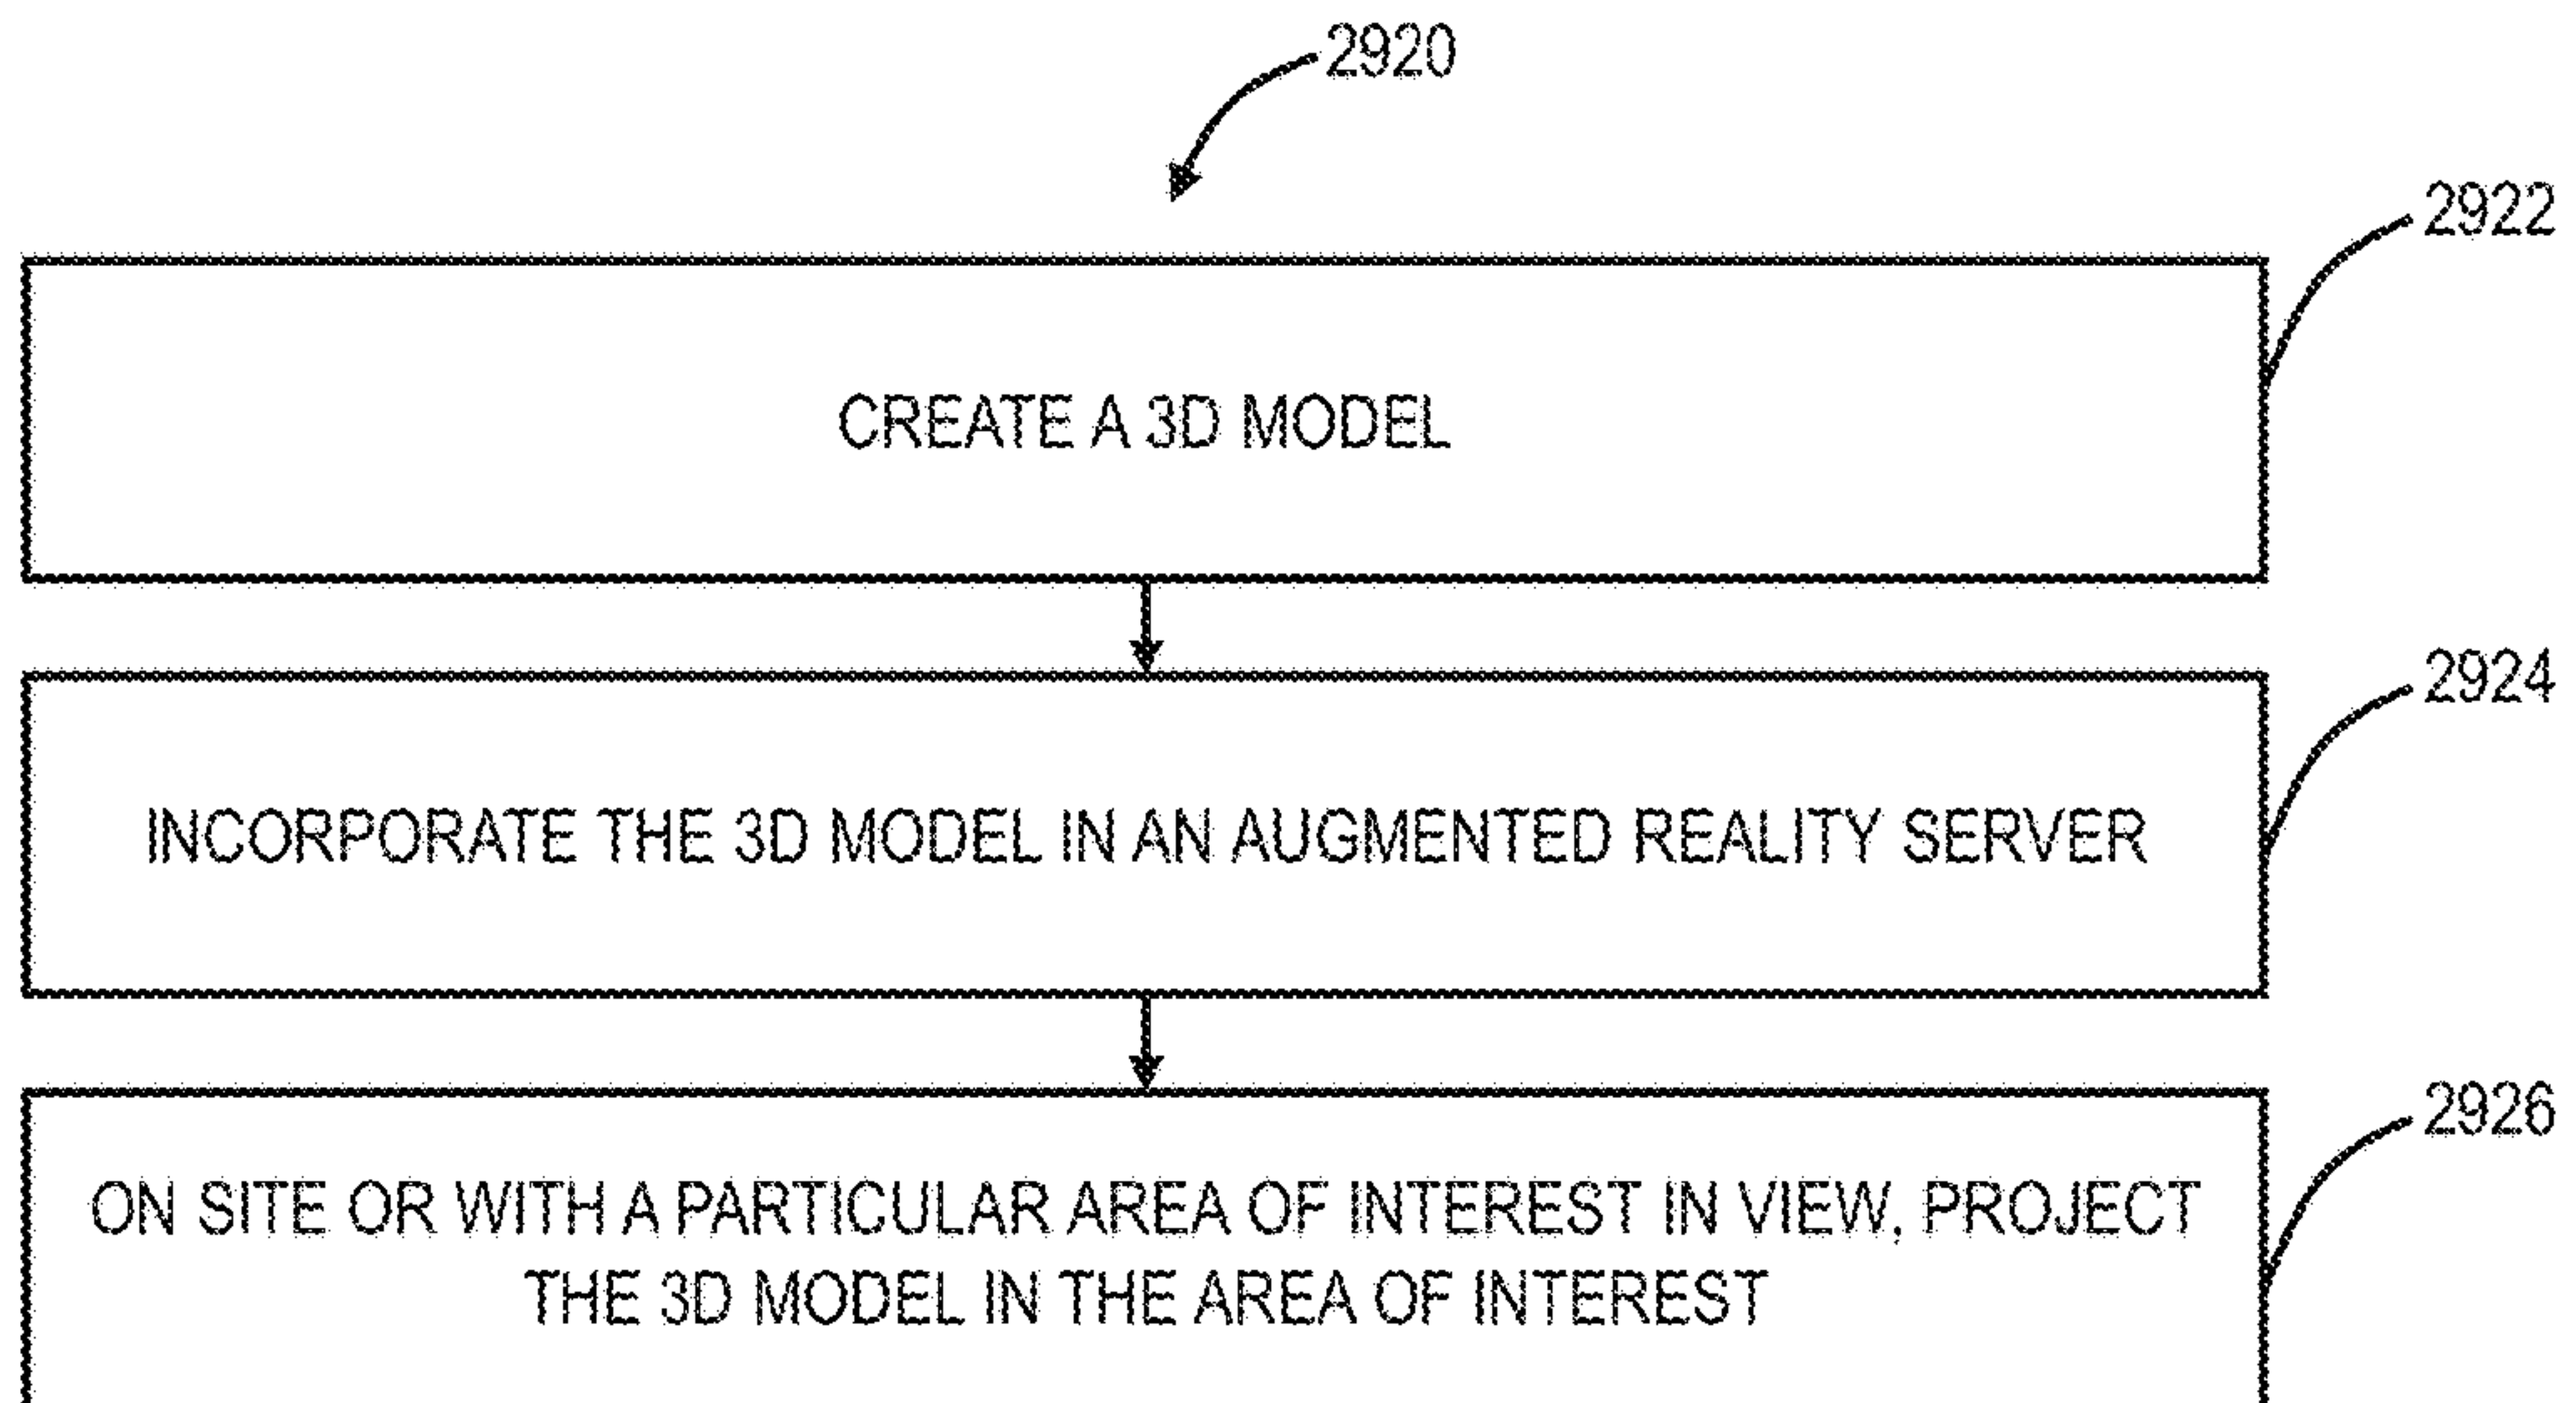 2920
2922
CREATE A 3D MODEL
2924
INCORPORATE THE 3D MODEL IN AN AUGMENTED REALITY SERVER
2926
ON SITE OR WITH A PARTICULAR AREA OF INTEREST IN VIEW, PROJECT
THE 3D MODEL IN THE AREA OF INTEREST